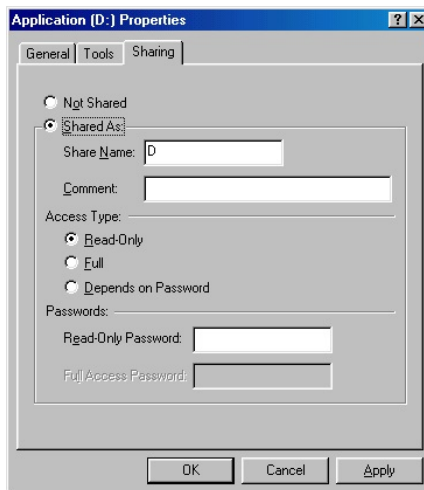 Application (D:) Properties
General Tools Sharing
Not Shared
Shared As:
Share Name: D
Comment:
Access Type:
Read-Only
Full
Depends on Password
Passwords:
Read-Only Password:
Full Access Password:
OK Cancel Apply